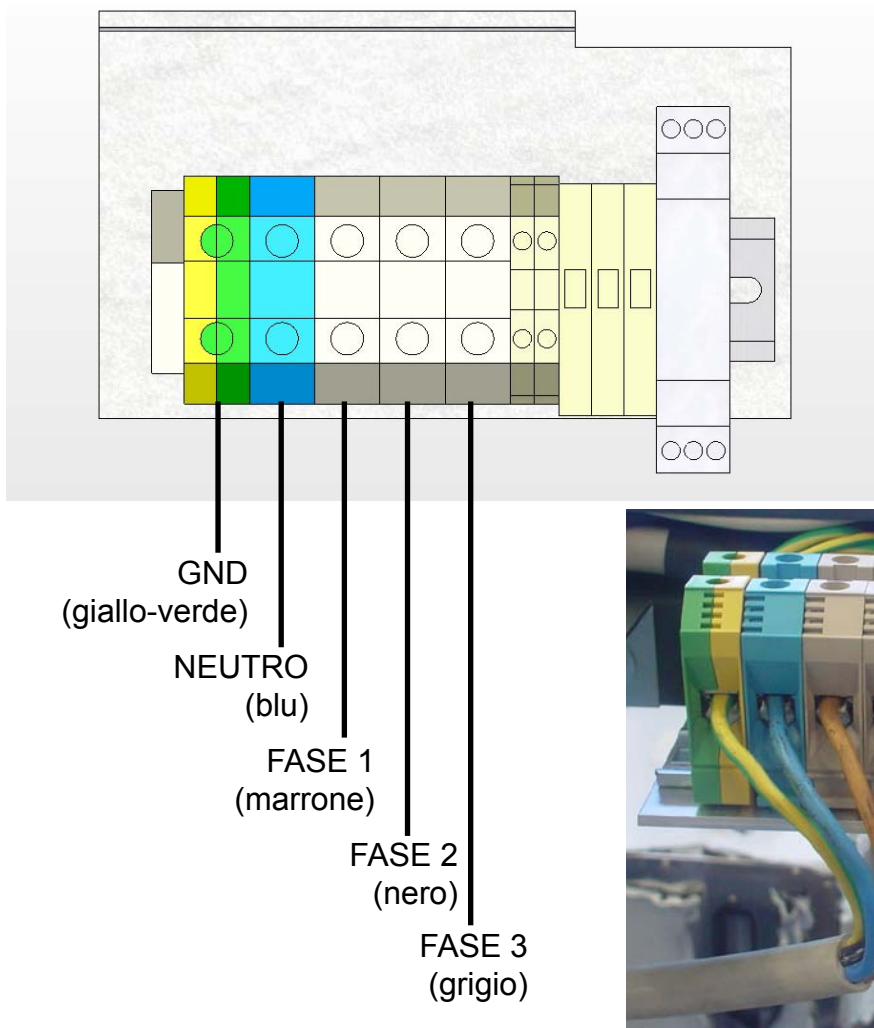 GND
(giallo-verde)
NEUTRO
(blu)
FASE 1
(marrone)
FASE 2
(nero)
FASE 3
(grigio)